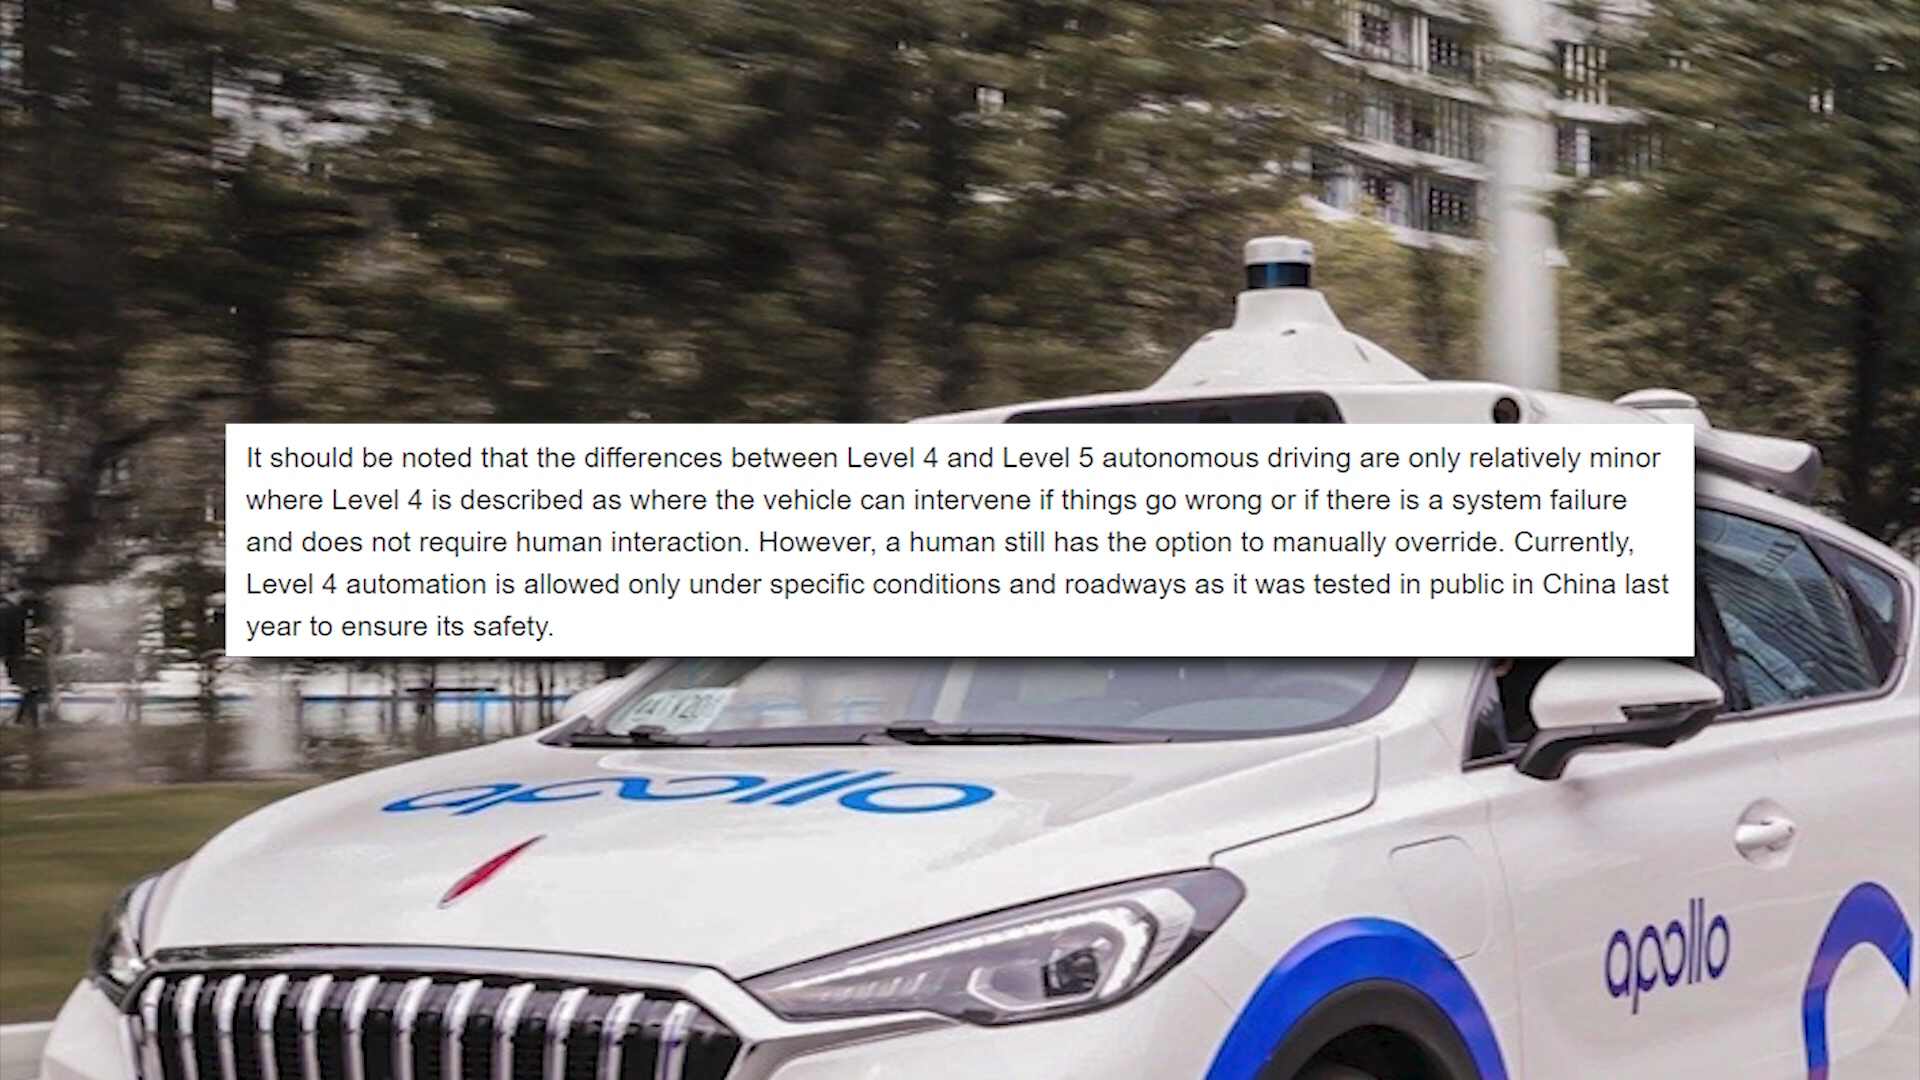 It should be noted that the differences between Level 4 and Level 5 autonomous driving are only relatively minor
where Level 4 is described as where the vehicle can intervene if things go wrong or if there is a system failure
and does not require human interaction. However, a human still has the option to manually override. Currently,
Level 4 automation is allowed only under specific conditions and roadways as it was tested in public in China last
year to ensure its safety.
apollo
apollo